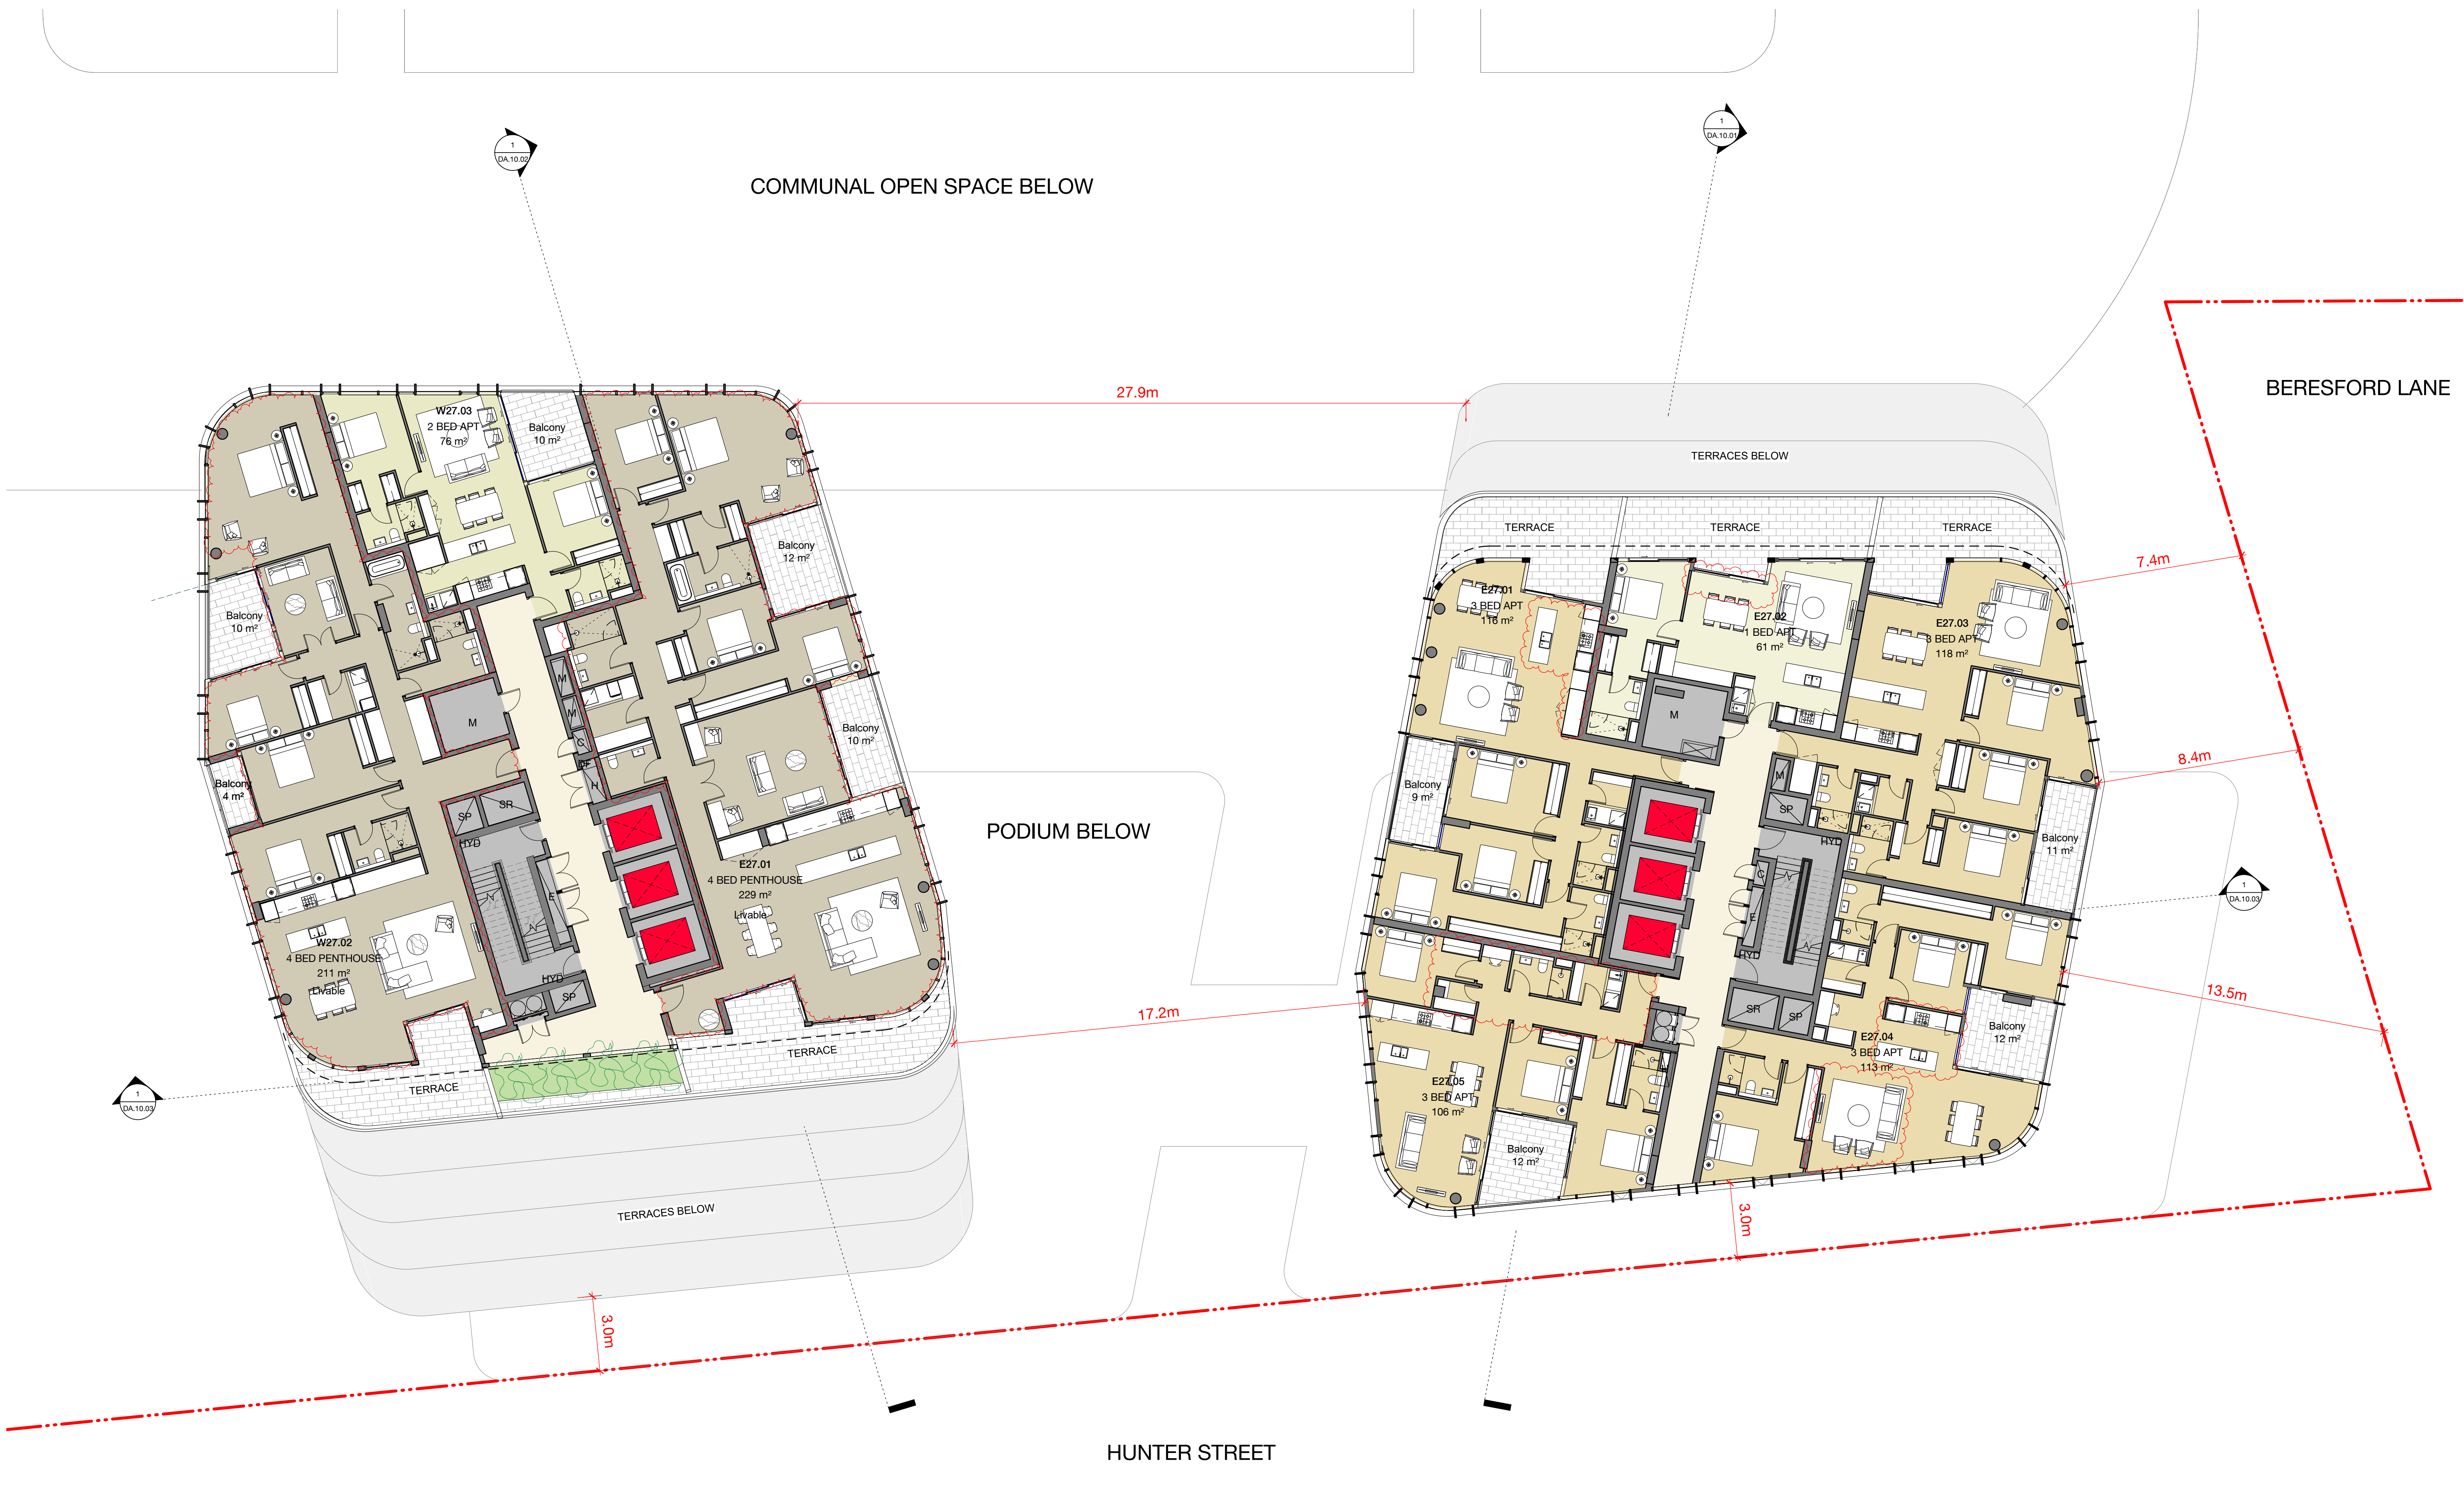 1
DA.10.02
1
DA.10.01
COMMUNAL OPEN SPACE BELOW
BERESFORD LANE
27.9m
W27.03
2 BED APT
76 m²
Balcony
10 m²
Balcony
12 m²
Balcony
10 m²
M
M
M
C
DF
H
Balcony
10 m²
Balcony
4 m²
SR
SP
HYD
E
E27.01
4 BED PENTHOUSE
229 m²
Livable
W27.02
4 BED PENTHOUSE
211 m²
Livable
HYD
SP
TERRACE
TERRACE
TERRACES BELOW
1
DA.10.03
3.0m
PODIUM BELOW
17.2m
TERRACES BELOW
TERRACE
TERRACE
TERRACE
7.4m
E27.01
3 BED APT
116 m²
E27.02
1 BED APT
61 m²
E27.03
3 BED APT
118 m²
M
8.4m
Balcony
9 m²
M
SP
HYD
Balcony
11 m²
C
E
HYD
1
DA.10.03
13.5m
SR
SP
Balcony
12 m²
E27.04
3 BED APT
113 m²
E27.05
3 BED APT
106 m²
Balcony
12 m²
3.0m
HUNTER STREET